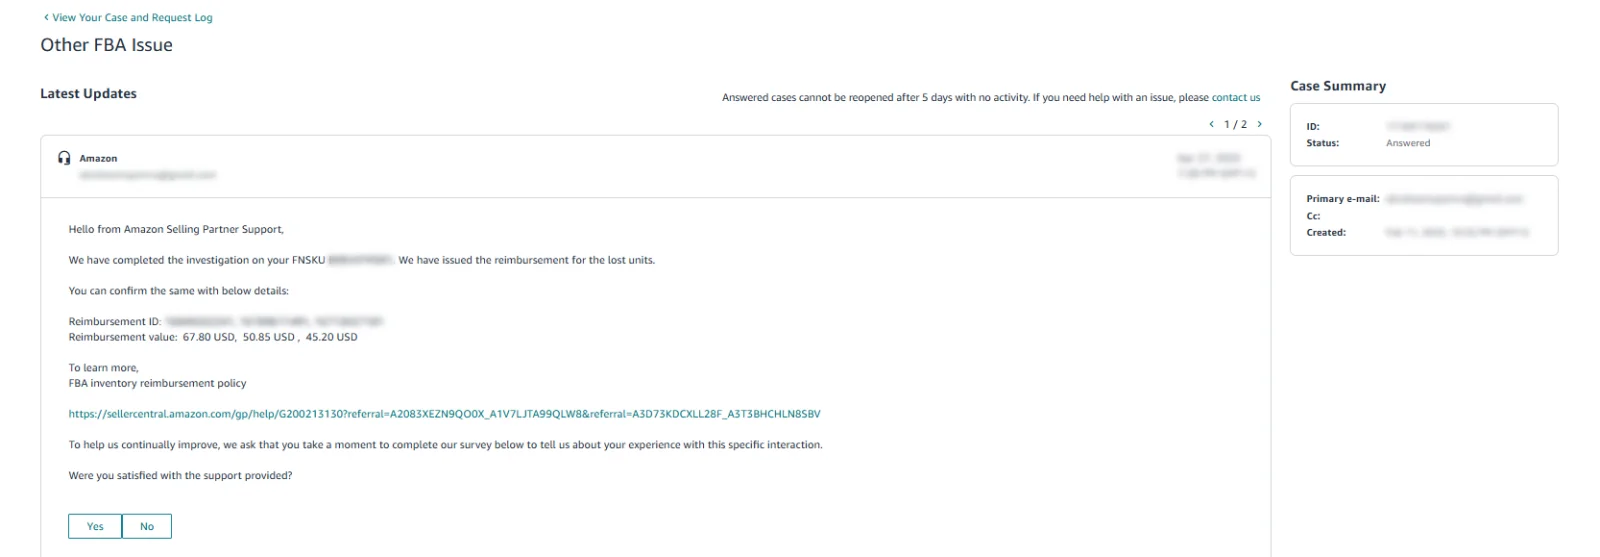 ‹ View Your Case and Request Log
Other FBA Issue
Latest Updates
Answered cases cannot be reopened after 5 days with no activity. If you need help with an issue, please contact us
‹ 1 / 2 ›
Amazon
Hello from Amazon Selling Partner Support,
We have completed the investigation on your FNSKU . We have issued the reimbursement for the lost units.
You can confirm the same with below details:
Reimbursement ID:
Reimbursement value: 67.80 USD, 50.85 USD , 45.20 USD
To learn more,
FBA inventory reimbursement policy
https://sellercentral.amazon.com/gp/help/G200213130?referral=A2083XEZN9QO0X_A1V7LJTA99QLW8&referral=A3D73KDCXLL28F_A3T3BHCHLN8SBV
To help us continually improve, we ask that you take a moment to complete our survey below to tell us about your experience with this specific interaction.
Were you satisfied with the support provided?
Yes
No
Case Summary
ID:
Status: Answered
Primary e-mail:
Cc:
Created: